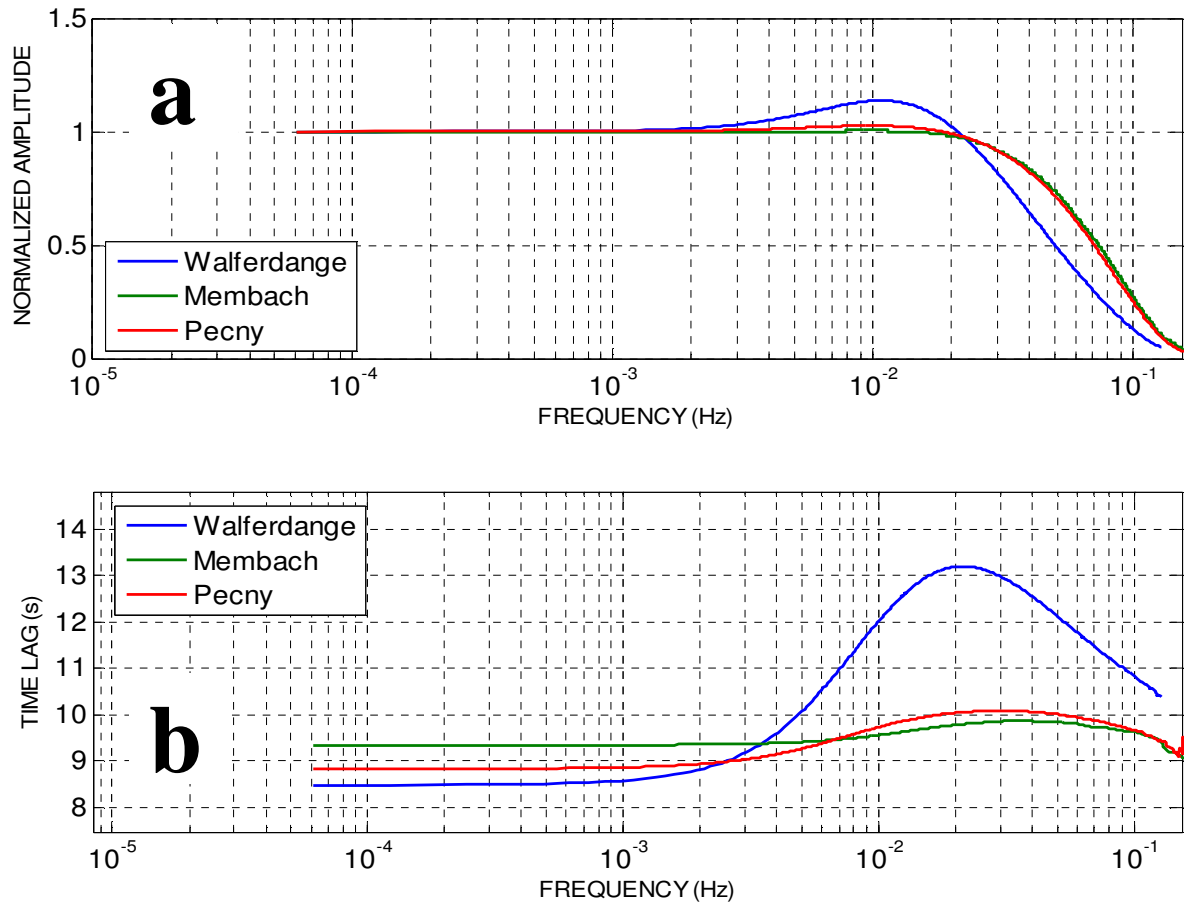 a
NORMALIZED AMPLITUDE
1.5
1
0.5
0
Walferdange
Membach
Pecny
10-5
10-4
10-3
10-2
10-1
FREQUENCY (Hz)
b
TIME LAG (s)
14
13
12
11
10
9
8
Walferdange
Membach
Pecny
10-5
10-4
10-3
10-2
10-1
FREQUENCY (Hz)